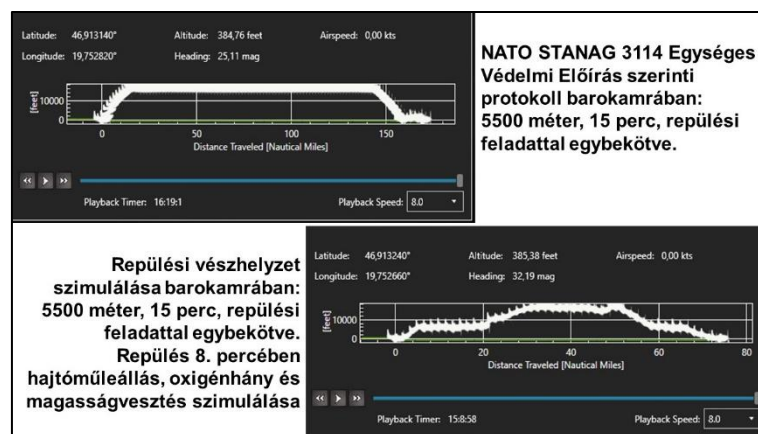 Latitude: 46,913140° Altitude: 384,76 feet Airspeed: 0,00 kts
Longitude: 19,752820° Heading: 25,11 mag
[feet]
10000
0
0 50 100 150
Distance Traveled [Nautical Miles]
Playback Timer: 16:19:1 Playback Speed: 8.0
NATO STANAG 3114 Egységes
Védelmi Előírás szerinti
protokoll barokamrában:
5500 méter, 15 perc, repülési
feladattal egybekötve.
Repülési vészhelyzet
szimulálása barokamrában:
5500 méter, 15 perc, repülési
feladattal egybekötve.
Repülés 8. percében
hajtóműleállás, oxigénhány és
magasságvesztés szimulálása
Latitude: 46,913240° Altitude: 385,38 feet Airspeed: 0,00 kts
Longitude: 19,752660° Heading: 32,19 mag
[feet]
10000
0
0 20 40 60 80
Distance Traveled [Nautical Miles]
Playback Timer: 15:8:58 Playback Speed: 8.0